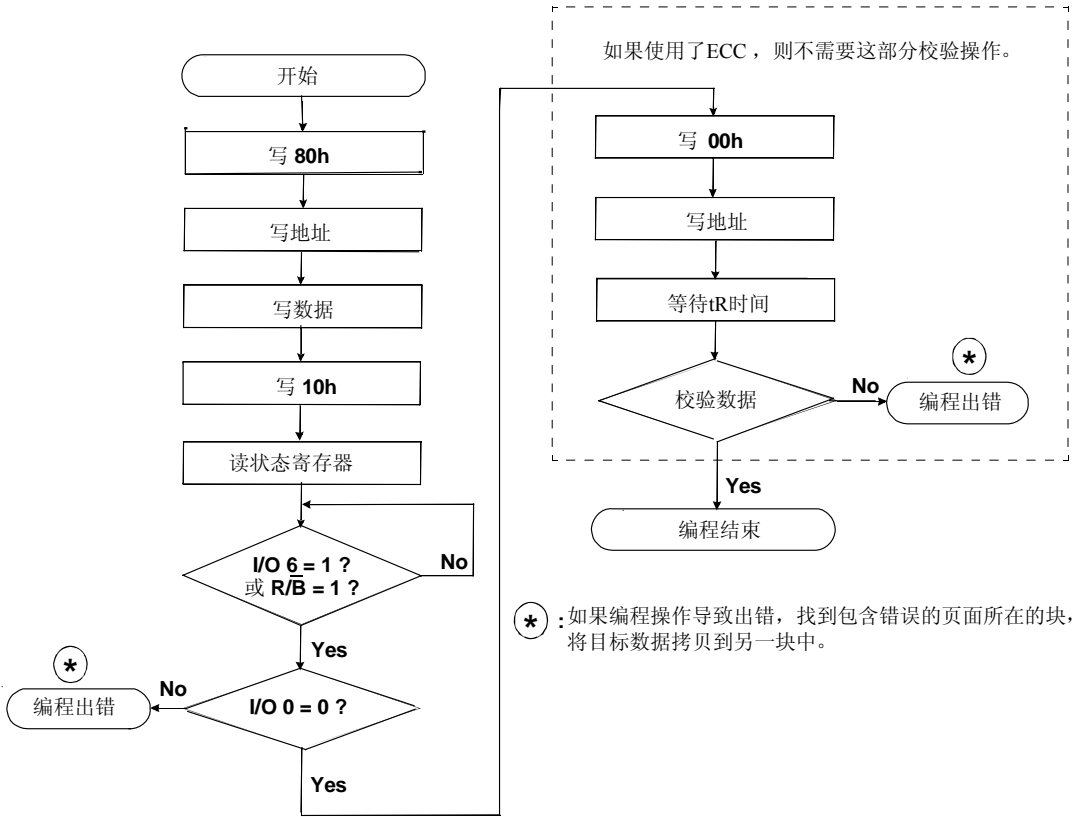 开始
写 80h
写地址
写数据
写 10h
读状态寄存器
I/O 6 = 1 ?
或 R/B̅ = 1 ?
No
Yes
*
No
编程出错
I/O 0 = 0 ?
Yes
如果使用了ECC ，则不需要这部分校验操作。
写 00h
写地址
等待tR时间
校验数据
No
*
编程出错
Yes
编程结束
* : 如果编程操作导致出错，找到包含错误的页面所在的块，
将目标数据拷贝到另一块中。